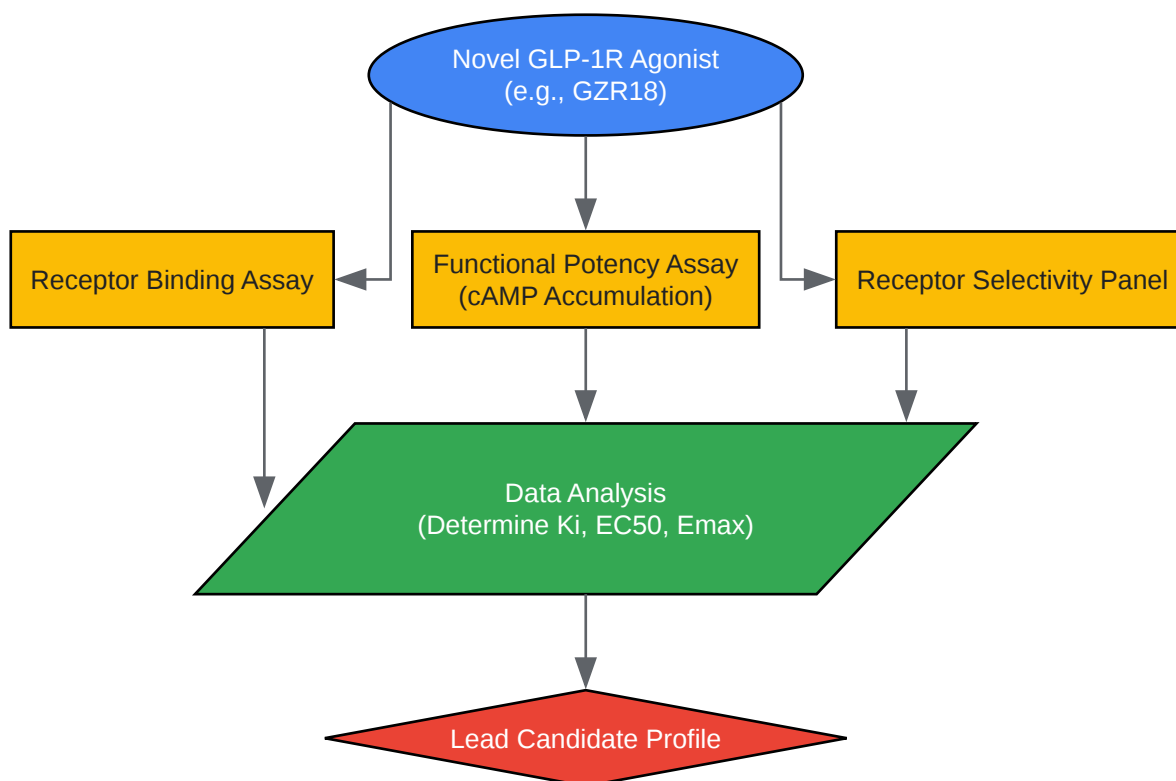 Novel GLP-1R Agonist
(e.g., GZR18)
Receptor Binding Assay
Functional Potency Assay
(cAMP Accumulation)
Receptor Selectivity Panel
Data Analysis
(Determine Ki, EC50, Emax)
Lead Candidate Profile